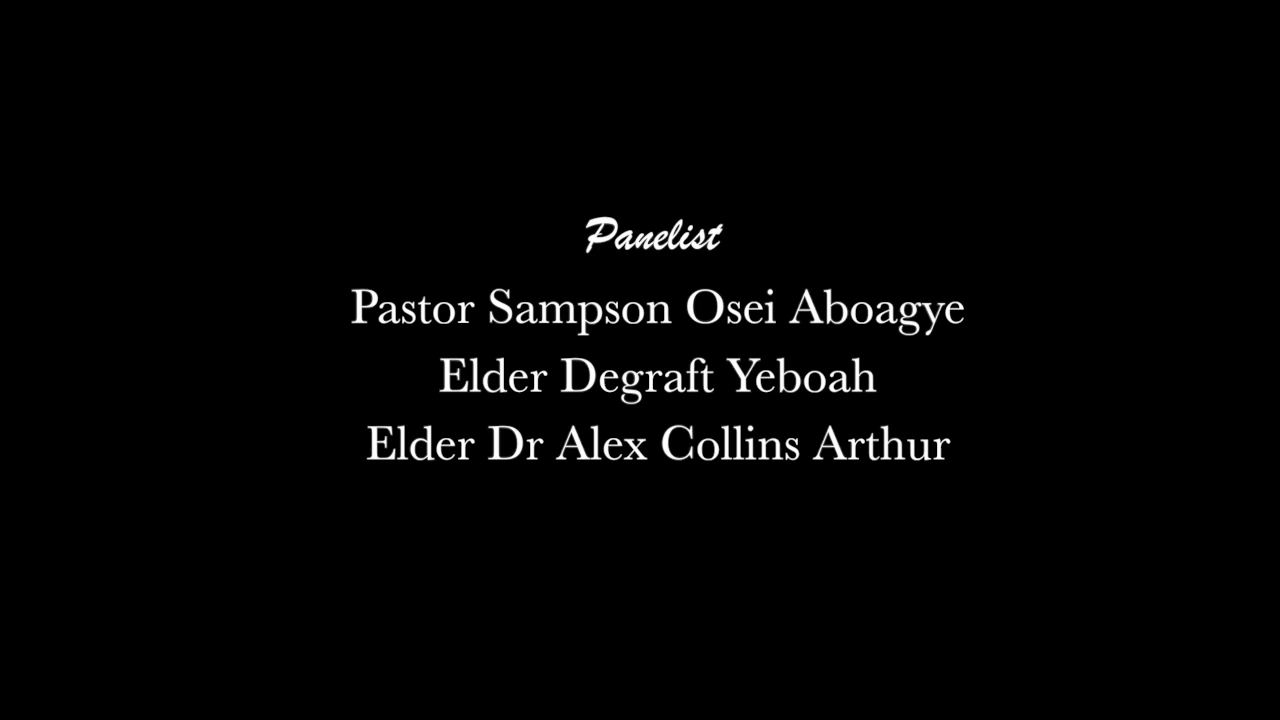 Panelist
Pastor Sampson Osei Aboagye
Elder Degraft Yeboah
Elder Dr Alex Collins Arthur